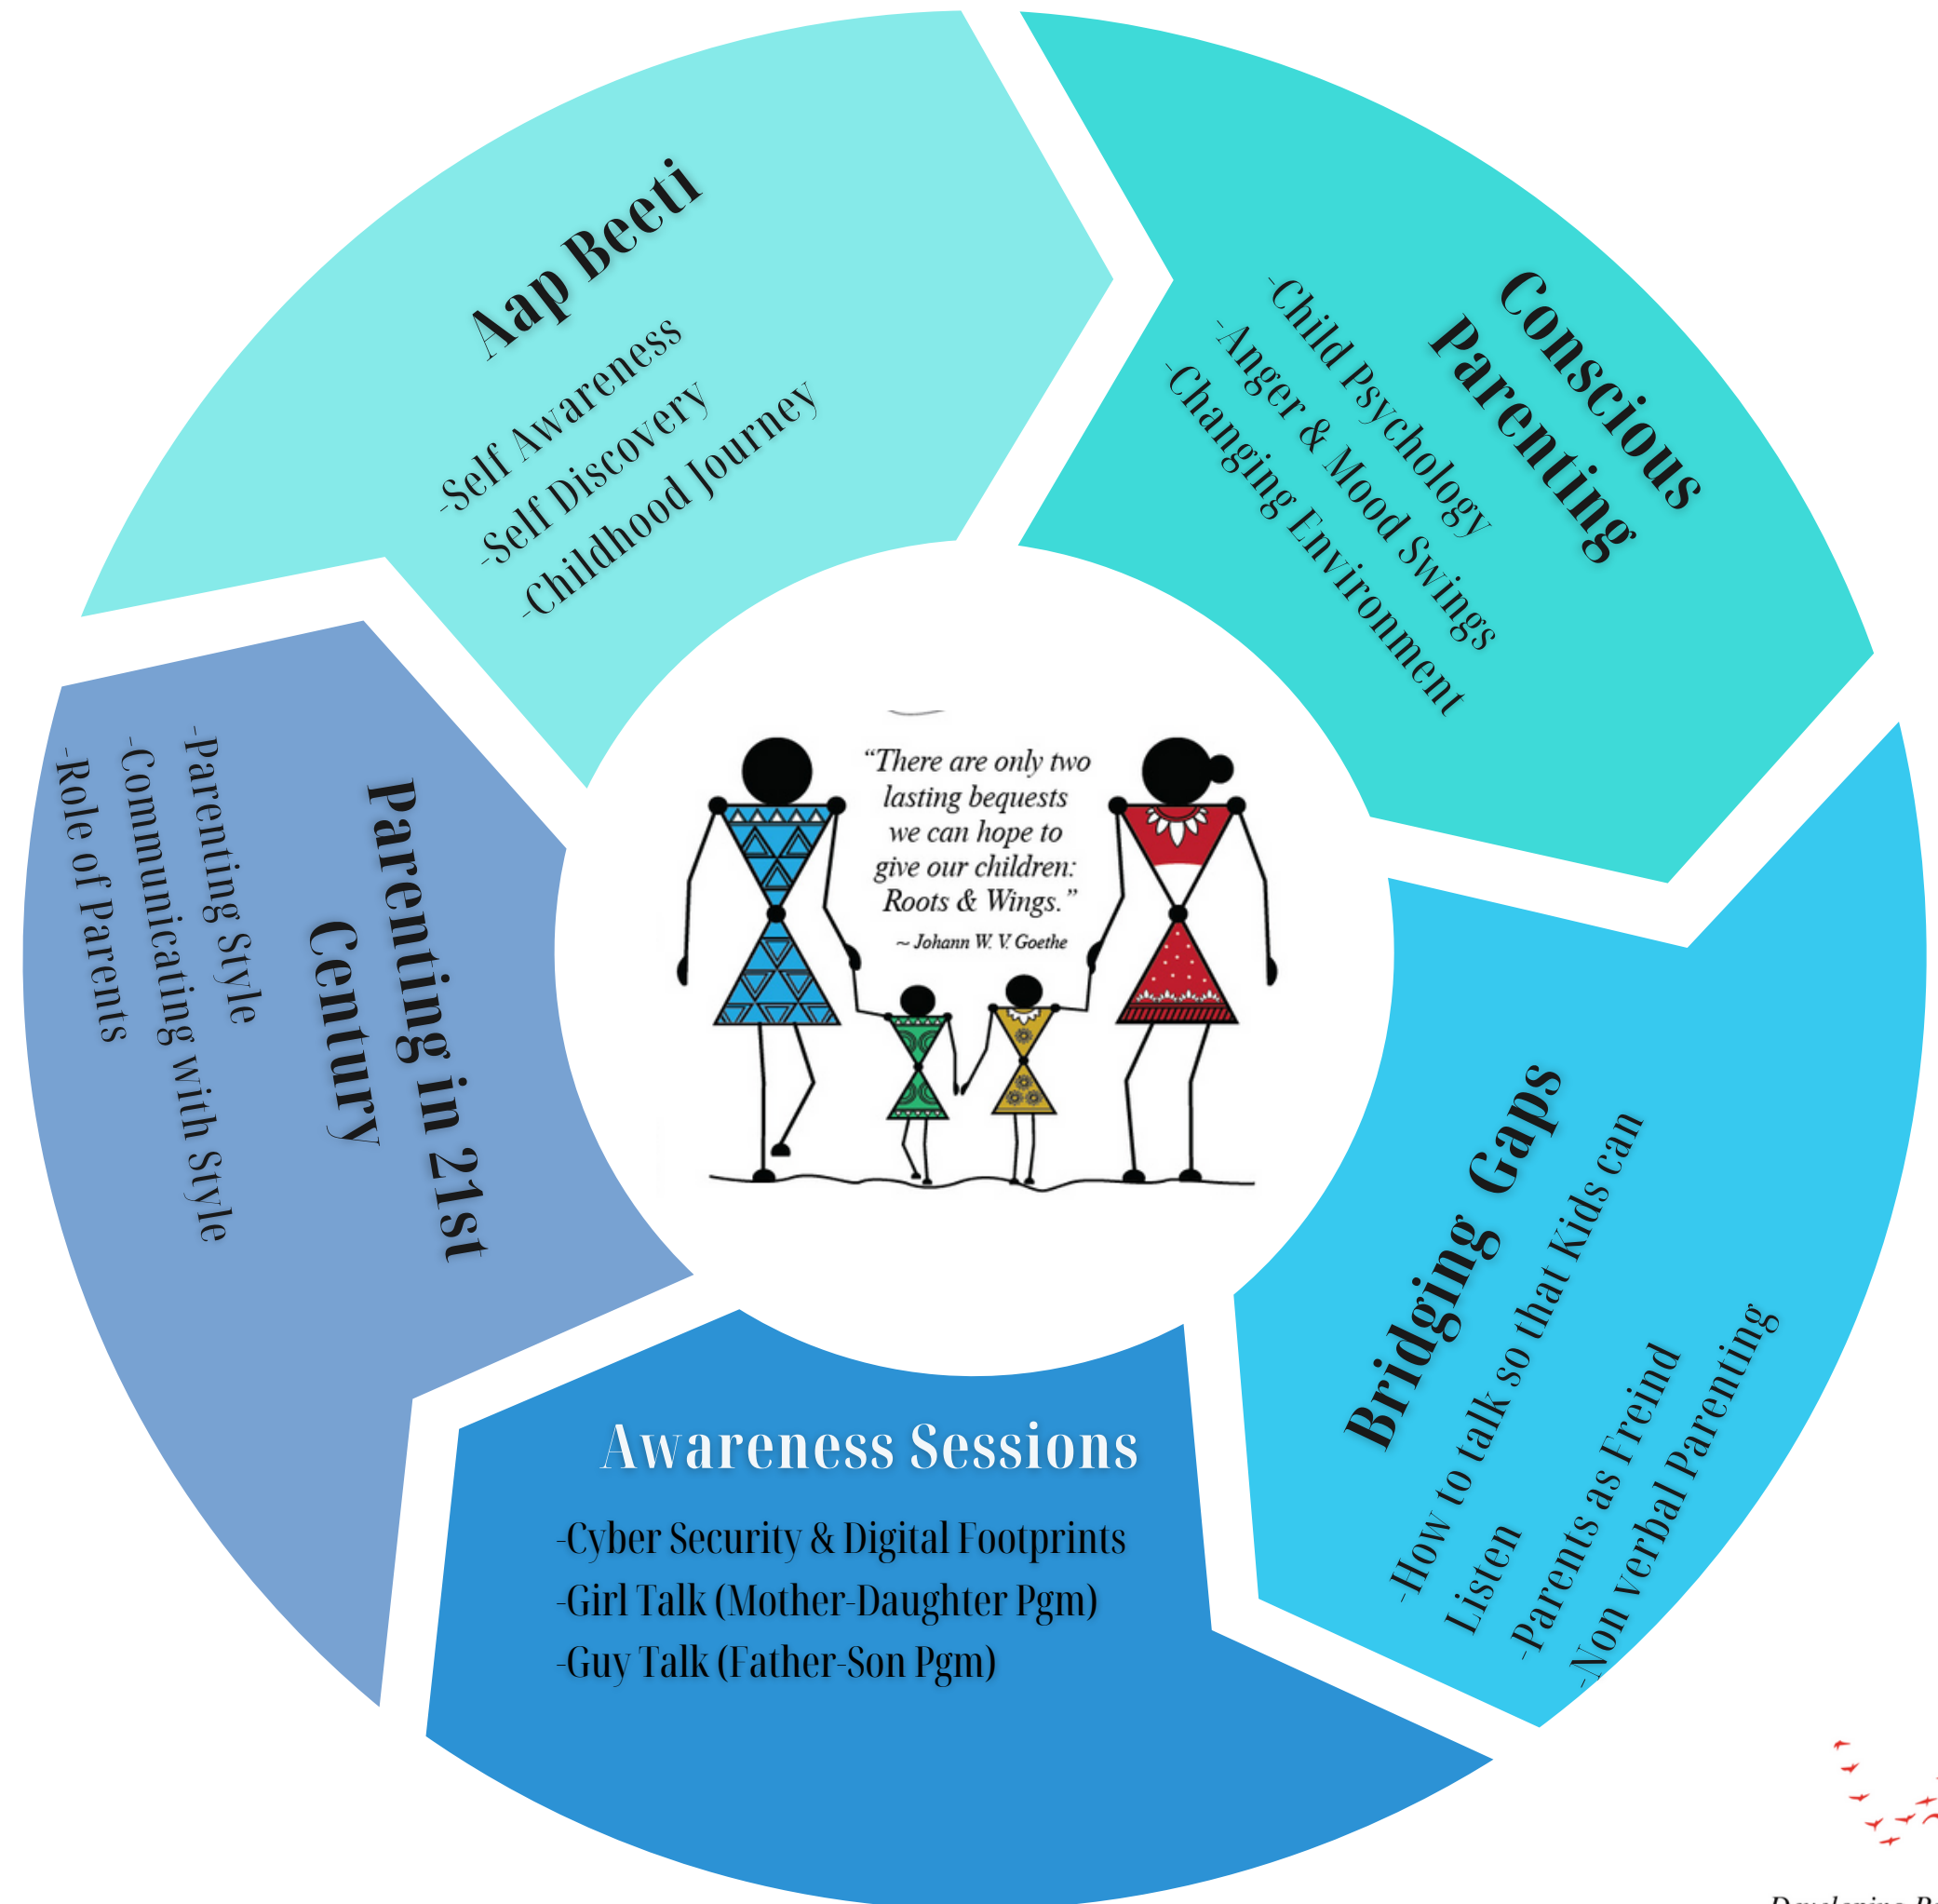 Aap Beeti
-Self Awareness
-Self Discovery
-Childhood Journey
Conscious
Parenting
-Child Psychology
-Anger & Mood Swings
-Changing Environment
Bridging Gaps
-How to talk so that Kids can
Listen
-Parents as Freind
-Non Verbal Parenting
Awareness Sessions
-Cyber Security & Digital Footprints
-Girl Talk (Mother-Daughter Pgm)
-Guy Talk (Father-Son Pgm)
Parenting in 21st
Century
-Parenting Style
-Communicating with Style
-Role of Parents
“There are only two
lasting bequests
we can hope to
give our children:
Roots & Wings.”
~ Johann W. V. Goethe